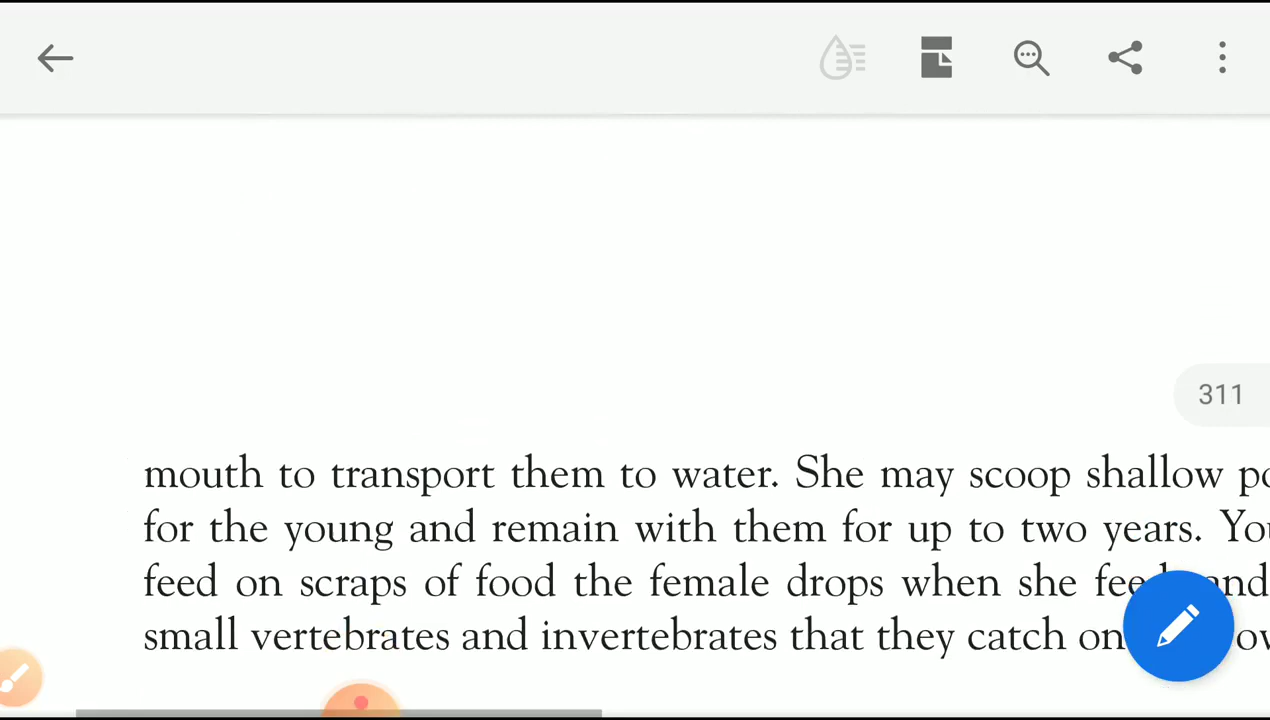 311
mouth to transport them to water. She may scoop shallow
for the young and remain with them for up to two years.
feed on scraps of food the female drops when she and
small vertebrates and invertebrates that they catch on